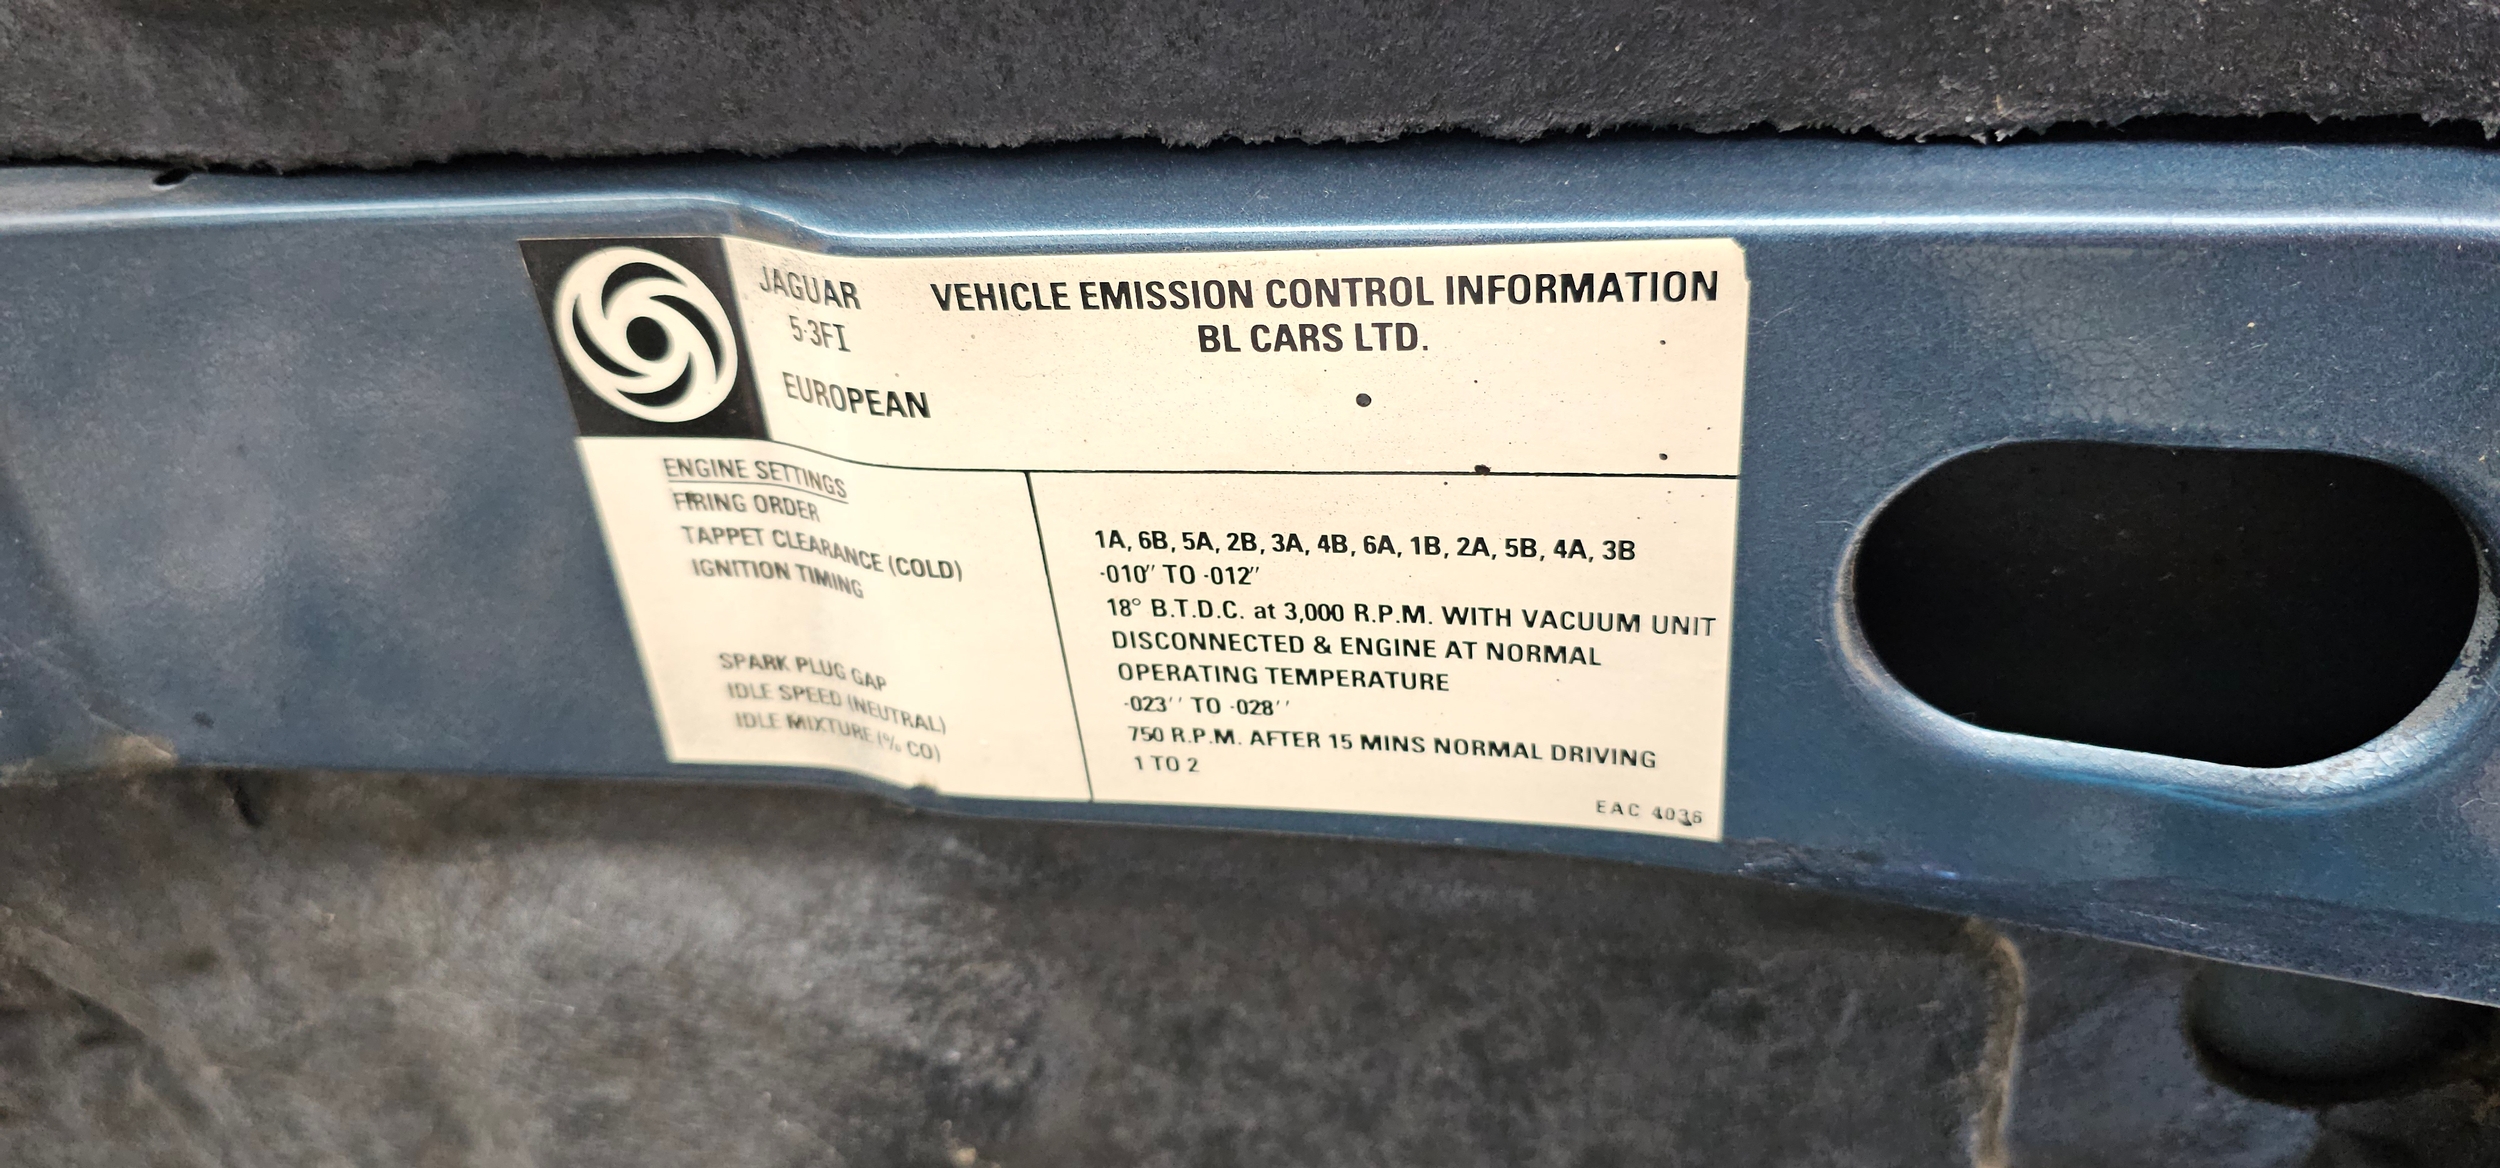 JAGUAR
5·3FI
EUROPEAN
VEHICLE EMISSION CONTROL INFORMATION
BL CARS LTD.
ENGINE SETTINGS
FIRING ORDER
TAPPET CLEARANCE (COLD)
IGNITION TIMING
SPARK PLUG GAP
IDLE SPEED (NEUTRAL)
IDLE MIXTURE (% CO)
1A, 6B, 5A, 2B, 3A, 4B, 6A, 1B, 2A, 5B, 4A, 3B
·010″ TO ·012″
18° B.T.D.C. at 3,000 R.P.M. WITH VACUUM UNIT
DISCONNECTED & ENGINE AT NORMAL
OPERATING TEMPERATURE
·023′′ TO ·028′′
750 R.P.M. AFTER 15 MINS NORMAL DRIVING
1 TO 2
EAC 4036